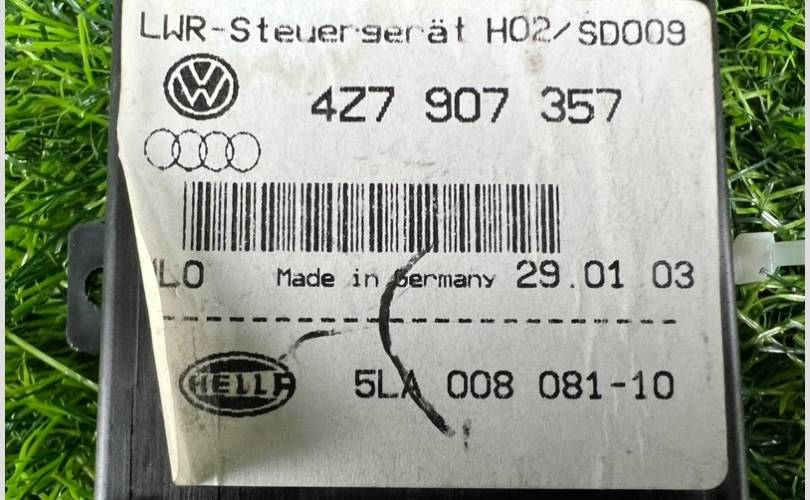 LWR-Steuergerät H02/SD009
4Z7 907 357
LO Made in Germany 29.01 03
HELLA 5LA 008 081-10